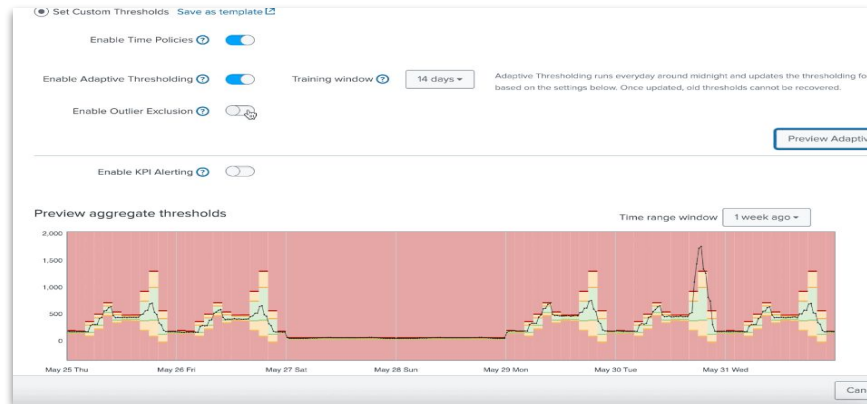 Set Custom Thresholds Save as template
Enable Time Policies ?
Enable Adaptive Thresholding ? Training window ? 14 days Adaptive Thresholding runs everyday around midnight and updates the thresholding fo
based on the settings below. Once updated, old thresholds cannot be recovered.
Enable Outlier Exclusion ?
Preview Adaptiv
Enable KPI Alerting ?
Preview aggregate thresholds
Time range window 1 week ago
2,000
1,500
1,000
500
0
May 25 Thu May 26 Fri May 27 Sat May 28 Sun May 29 Mon May 30 Tue May 31 Wed
Can